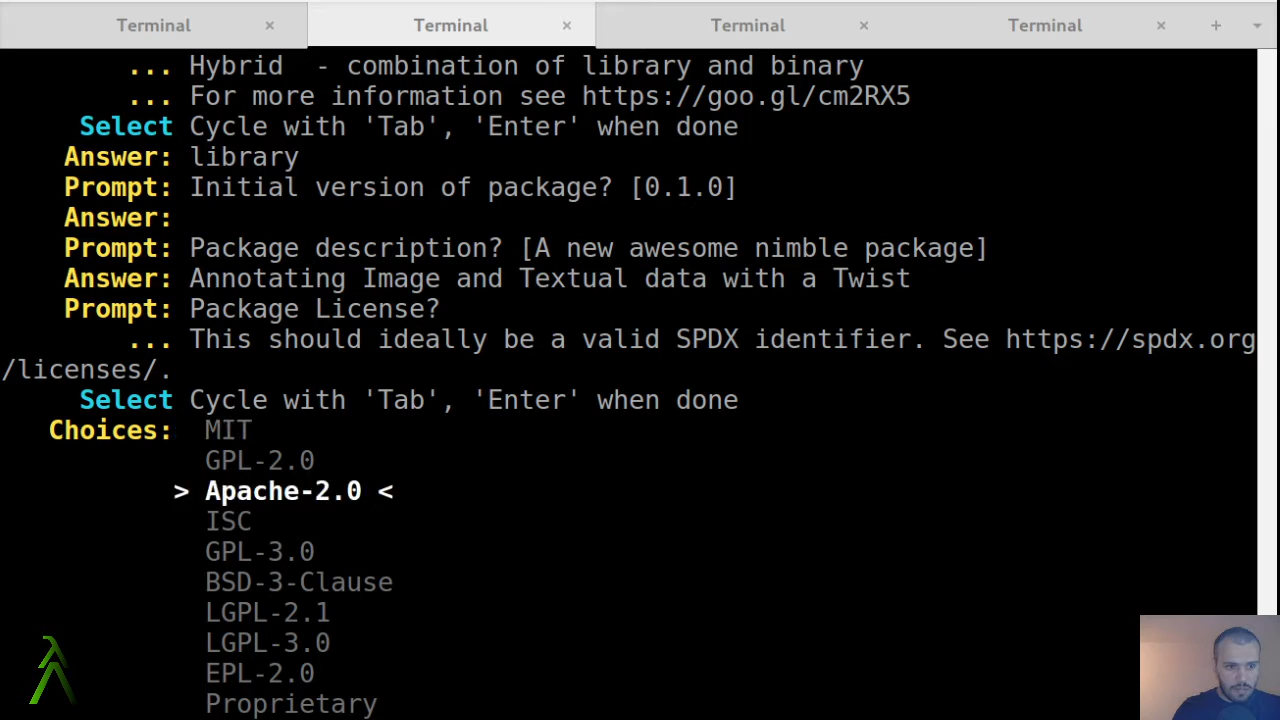 Terminal × Terminal × Terminal × Terminal × +
... Hybrid  - combination of library and binary
... For more information see https://goo.gl/cm2RX5
Select Cycle with 'Tab', 'Enter' when done
Answer: library
Prompt: Initial version of package? [0.1.0]
Answer:
Prompt: Package description? [A new awesome nimble package]
Answer: Annotating Image and Textual data with a Twist
Prompt: Package License?
... This should ideally be a valid SPDX identifier. See https://spdx.org
/licenses/.
Select Cycle with 'Tab', 'Enter' when done
Choices: MIT
GPL-2.0
> Apache-2.0 <
ISC
GPL-3.0
BSD-3-Clause
LGPL-2.1
LGPL-3.0
EPL-2.0
Proprietary